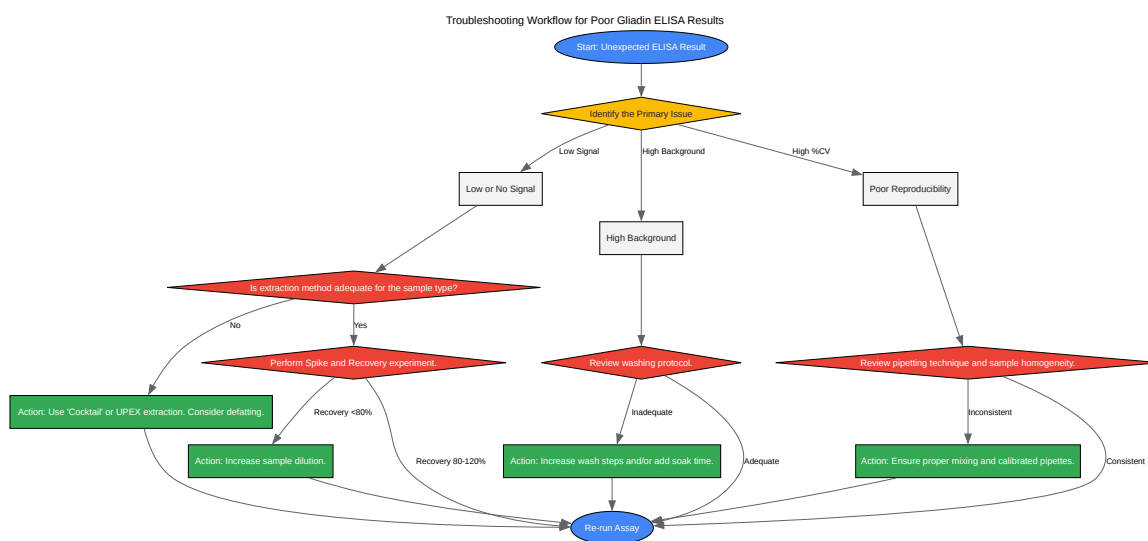 Troubleshooting Workflow for Poor Gliadin ELISA Results
Start: Unexpected ELISA Result
Identify the Primary Issue
Low Signal
High Background
High %CV
Low or No Signal
Poor Reproducibility
High Background
Is extraction method adequate for the sample type?
No
Yes
Perform Spike and Recovery experiment.
Review washing protocol.
Review pipetting technique and sample homogeneity.
Action: Use 'Cocktail' or UPEX extraction. Consider defatting.
Recovery <80%
Inadequate
Inconsistent
Action: Increase sample dilution.
Recovery 80-120%
Action: Increase wash steps and/or add soak time.
Adequate
Action: Ensure proper mixing and calibrated pipettes.
Consistent
Re-run Assay